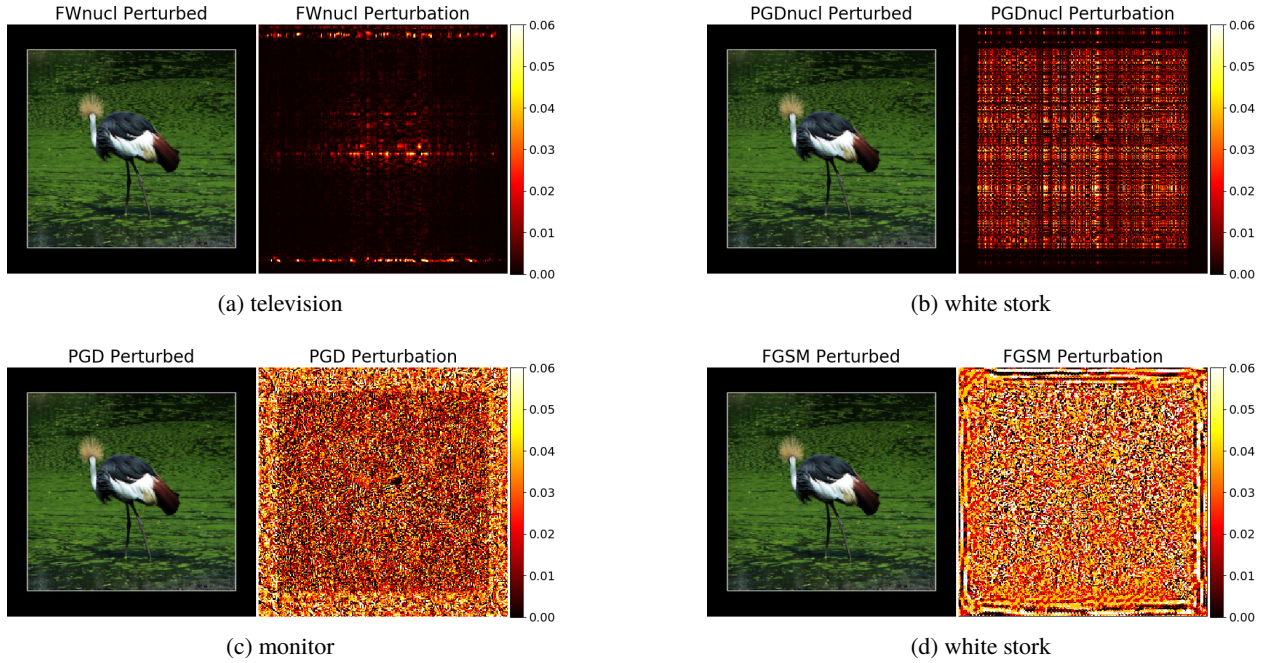 FWnucl Perturbed
FWnucl Perturbation
0.06
0.05
0.04
0.03
0.02
0.01
0.00
(a) television
PGDnucl Perturbed
PGDnucl Perturbation
0.06
0.05
0.04
0.03
0.02
0.01
0.00
(b) white stork
PGD Perturbed
PGD Perturbation
0.06
0.05
0.04
0.03
0.02
0.01
0.00
(c) monitor
FGSM Perturbed
FGSM Perturbation
0.06
0.05
0.04
0.03
0.02
0.01
0.00
(d) white stork